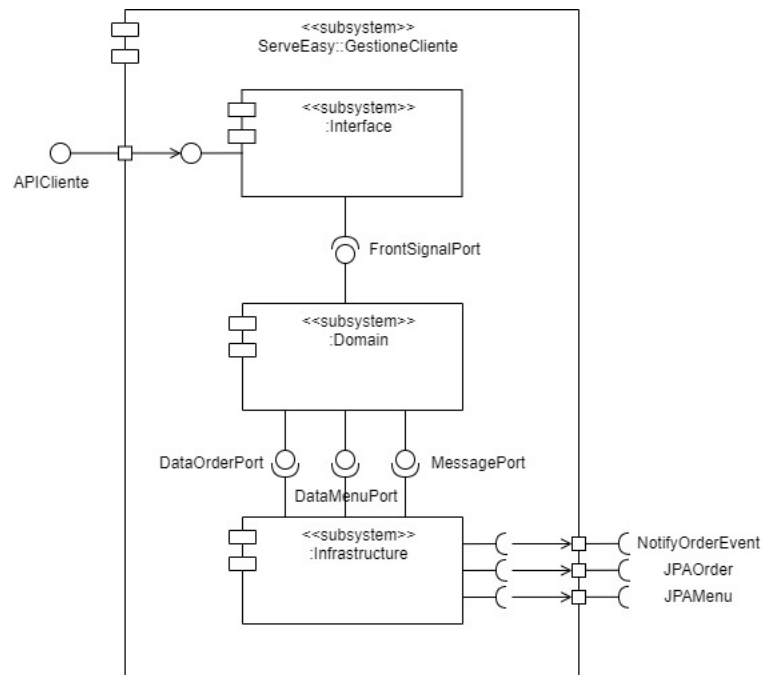 <<subsystem>>
ServeEasy::GestioneCliente
<<subsystem>>
:Interface
APICliente
FrontSignalPort
<<subsystem>>
:Domain
DataOrderPort
MessagePort
DataMenuPort
<<subsystem>>
:Infrastructure
NotifyOrderEvent
JPAOrder
JPAMenu